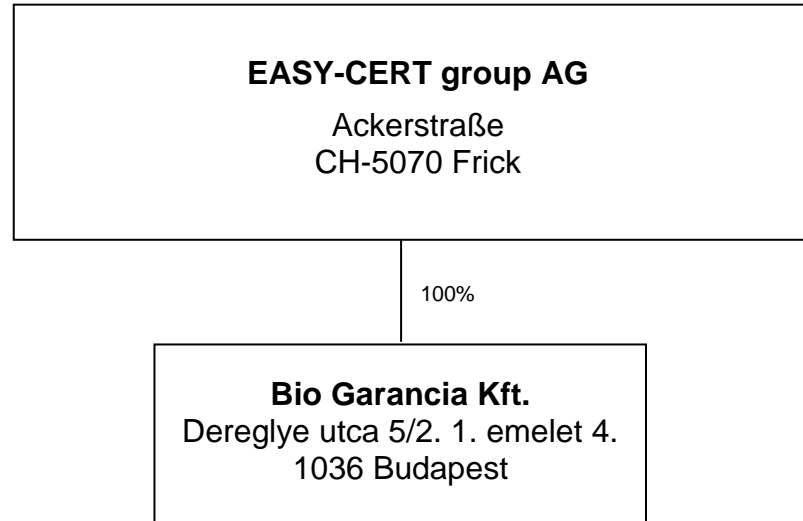 EASY-CERT group AG
Ackerstraße
CH-5070 Frick
100%
Bio Garancia Kft.
Dereglye utca 5/2. 1. emelet 4.
1036 Budapest